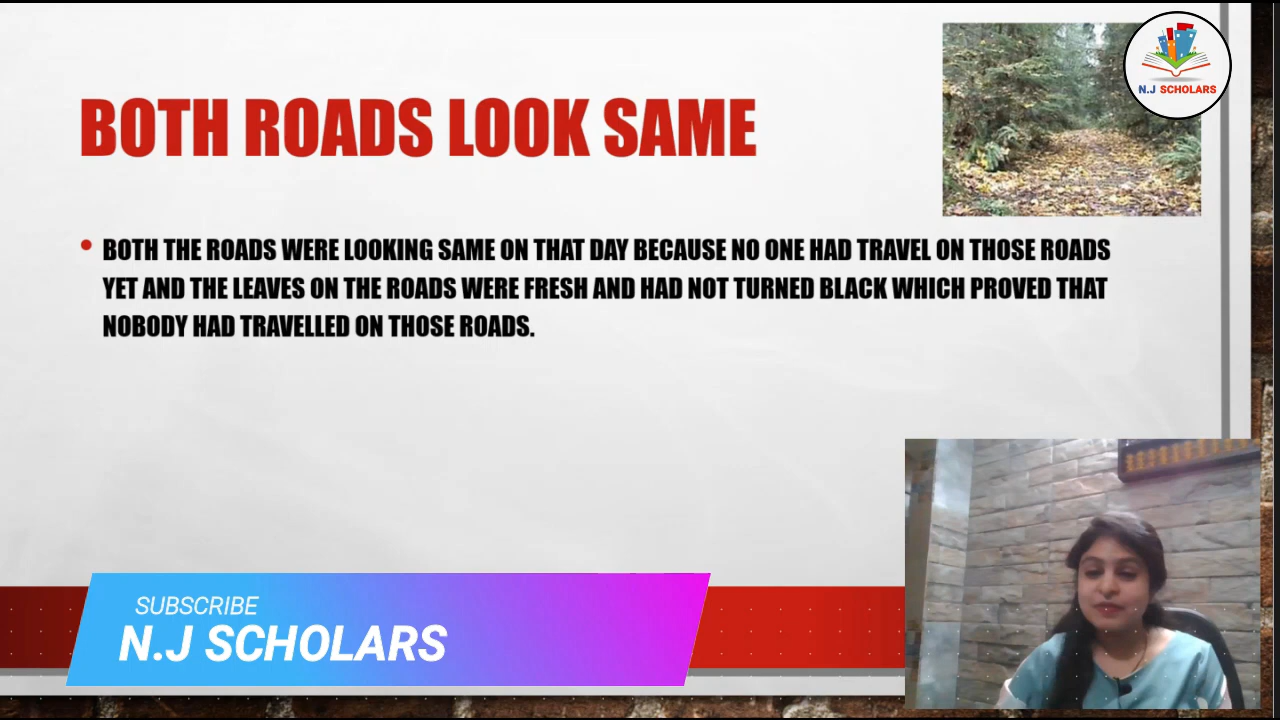 N.J SCHOLARS
BOTH ROADS LOOK SAME
• BOTH THE ROADS WERE LOOKING SAME ON THAT DAY BECAUSE NO ONE HAD TRAVEL ON THOSE ROADS
YET AND THE LEAVES ON THE ROADS WERE FRESH AND HAD NOT TURNED BLACK WHICH PROVED THAT
NOBODY HAD TRAVELLED ON THOSE ROADS.
SUBSCRIBE
N.J SCHOLARS